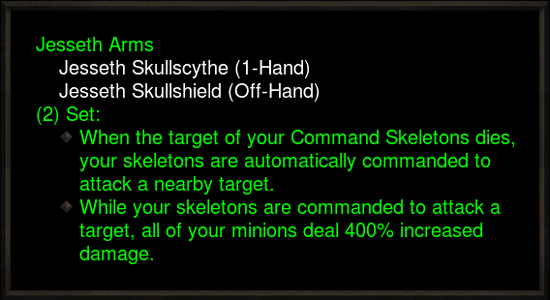 Jesseth Arms
Jesseth Skullscythe (1-Hand)
Jesseth Skullshield (Off-Hand)
(2) Set:
When the target of your Command Skeletons dies,
your skeletons are automatically commanded to
attack a nearby target.
While your skeletons are commanded to attack a
target, all of your minions deal 400% increased
damage.